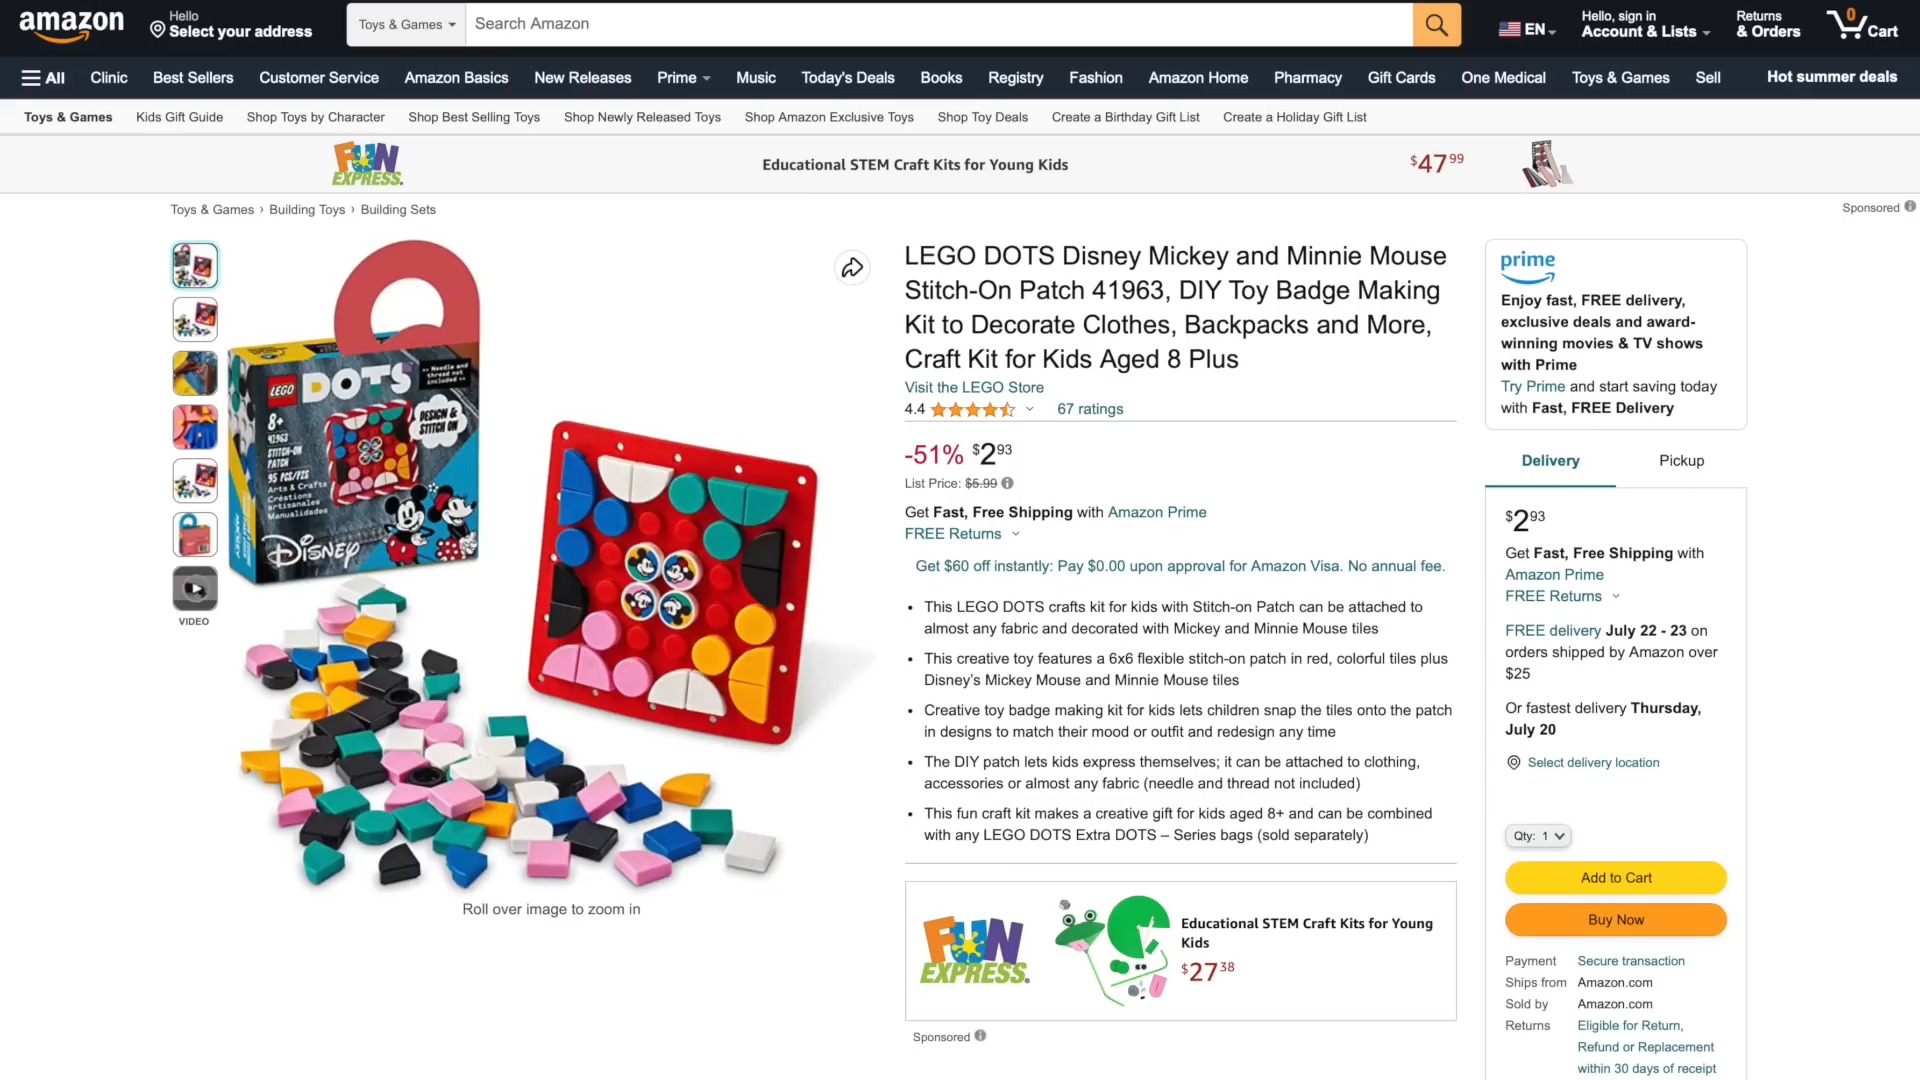 amazon
Hello
Select your address
Toys & Games
Search Amazon
EN
Hello, sign in
Account & Lists
Returns
& Orders
0
Cart
All
Clinic
Best Sellers
Customer Service
Amazon Basics
New Releases
Prime
Music
Today's Deals
Books
Registry
Fashion
Amazon Home
Pharmacy
Gift Cards
One Medical
Toys & Games
Sell
Hot summer deals
Toys & Games
Kids Gift Guide
Shop Toys by Character
Shop Best Selling Toys
Shop Newly Released Toys
Shop Amazon Exclusive Toys
Shop Toy Deals
Create a Birthday Gift List
Create a Holiday Gift List
FUN
EXPRESS.
Educational STEM Craft Kits for Young Kids
$47 99
Toys & Games › Building Toys › Building Sets
Sponsored
VIDEO
LEGO
DOTS
Needle and
thread not
included
DESIGN &
STITCH ON
8+
41963
STITCH-ON
PATCH
95 PCS/PZS
Arts & Crafts
Créations
artisanales
Manualidades
Disney
Roll over image to zoom in
LEGO DOTS Disney Mickey and Minnie Mouse
Stitch-On Patch 41963, DIY Toy Badge Making
Kit to Decorate Clothes, Backpacks and More,
Craft Kit for Kids Aged 8 Plus
Visit the LEGO Store
4.4
67 ratings
-51% $2 93
List Price: $5.99
Get Fast, Free Shipping with Amazon Prime
FREE Returns
Get $60 off instantly: Pay $0.00 upon approval for Amazon Visa. No annual fee.
• This LEGO DOTS crafts kit for kids with Stitch-on Patch can be attached to
almost any fabric and decorated with Mickey and Minnie Mouse tiles
• This creative toy features a 6x6 flexible stitch-on patch in red, colorful tiles plus
Disney’s Mickey Mouse and Minnie Mouse tiles
• Creative toy badge making kit for kids lets children snap the tiles onto the patch
in designs to match their mood or outfit and redesign any time
• The DIY patch lets kids express themselves; it can be attached to clothing,
accessories or almost any fabric (needle and thread not included)
• This fun craft kit makes a creative gift for kids aged 8+ and can be combined
with any LEGO DOTS Extra DOTS – Series bags (sold separately)
FUN
EXPRESS.
Educational STEM Craft Kits for Young
Kids
$27 38
Sponsored
prime
Enjoy fast, FREE delivery,
exclusive deals and award-
winning movies & TV shows
with Prime
Try Prime and start saving today
with Fast, FREE Delivery
Delivery
Pickup
$2 93
Get Fast, Free Shipping with
Amazon Prime
FREE Returns
FREE delivery July 22 - 23 on
orders shipped by Amazon over
$25
Or fastest delivery Thursday,
July 20
Select delivery location
Qty: 1
Add to Cart
Buy Now
Payment Secure transaction
Ships from Amazon.com
Sold by Amazon.com
Returns Eligible for Return,
Refund or Replacement
within 30 days of receipt